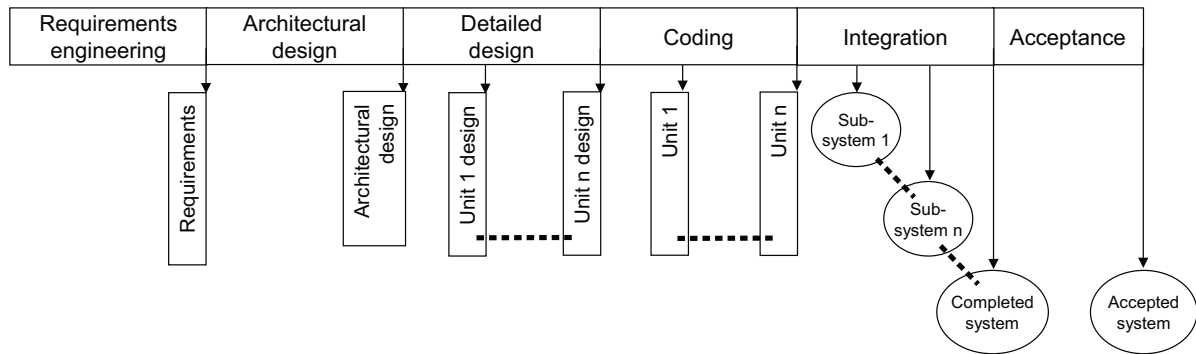 Requirements
engineering
Architectural
design
Detailed
design
Coding
Integration
Acceptance
Requirements
Architectural
design
Unit 1 design
Unit n design
Unit 1
Unit n
Sub-
system 1
Sub-
system n
Completed
system
Accepted
system